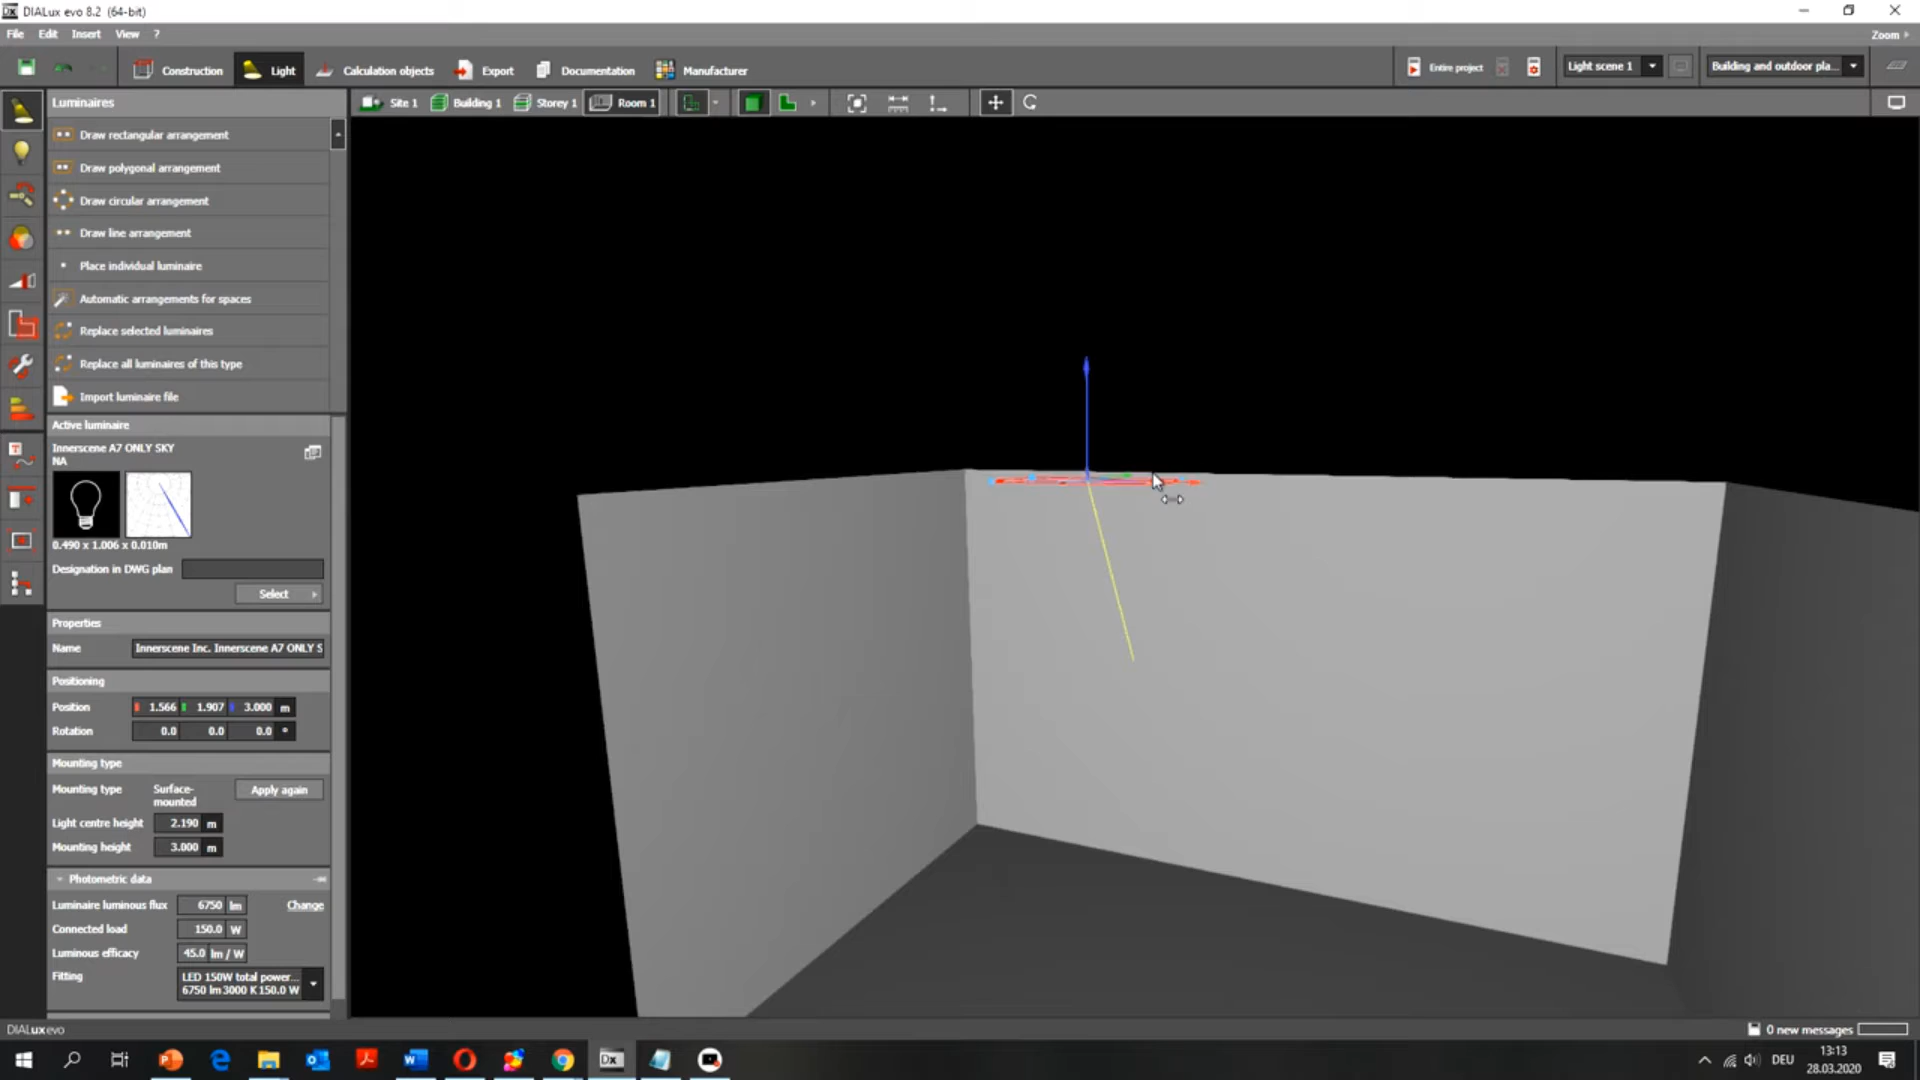 DIALux evo 8.2 (64-bit)
File Edit Insert View ?
Zoom
Construction Light Calculation objects Export Documentation Manufacturer
Entire project Light scene 1 Building and outdoor pla...
Luminaires
Site 1 Building 1 Storey 1 Room 1
Draw rectangular arrangement
Draw polygonal arrangement
Draw circular arrangement
Draw line arrangement
Place individual luminaire
Automatic arrangements for spaces
Replace selected luminaires
Replace all luminaires of this type
Import luminaire file
Active luminaire
Innerscene A7 ONLY SKY
NA
0.490 x 1.006 x 0.010m
Designation in DWG plan
Select
Properties
Name Innerscene Inc. Innerscene A7 ONLY S
Positioning
Position 1.566 1.907 3.000 m
Rotation 0.0 0.0 0.0 °
Mounting type
Mounting type Surface-mounted Apply again
Light centre height 2.190 m
Mounting height 3.000 m
Photometric data
Luminaire luminous flux 6750 lm Change
Connected load 150.0 W
Luminous efficacy 45.0 lm / W
Fitting LED 150W total power...
6750 lm 3000 K 150.0 W
DIALux evo
0 new messages
DEU
13:13
28.03.2020